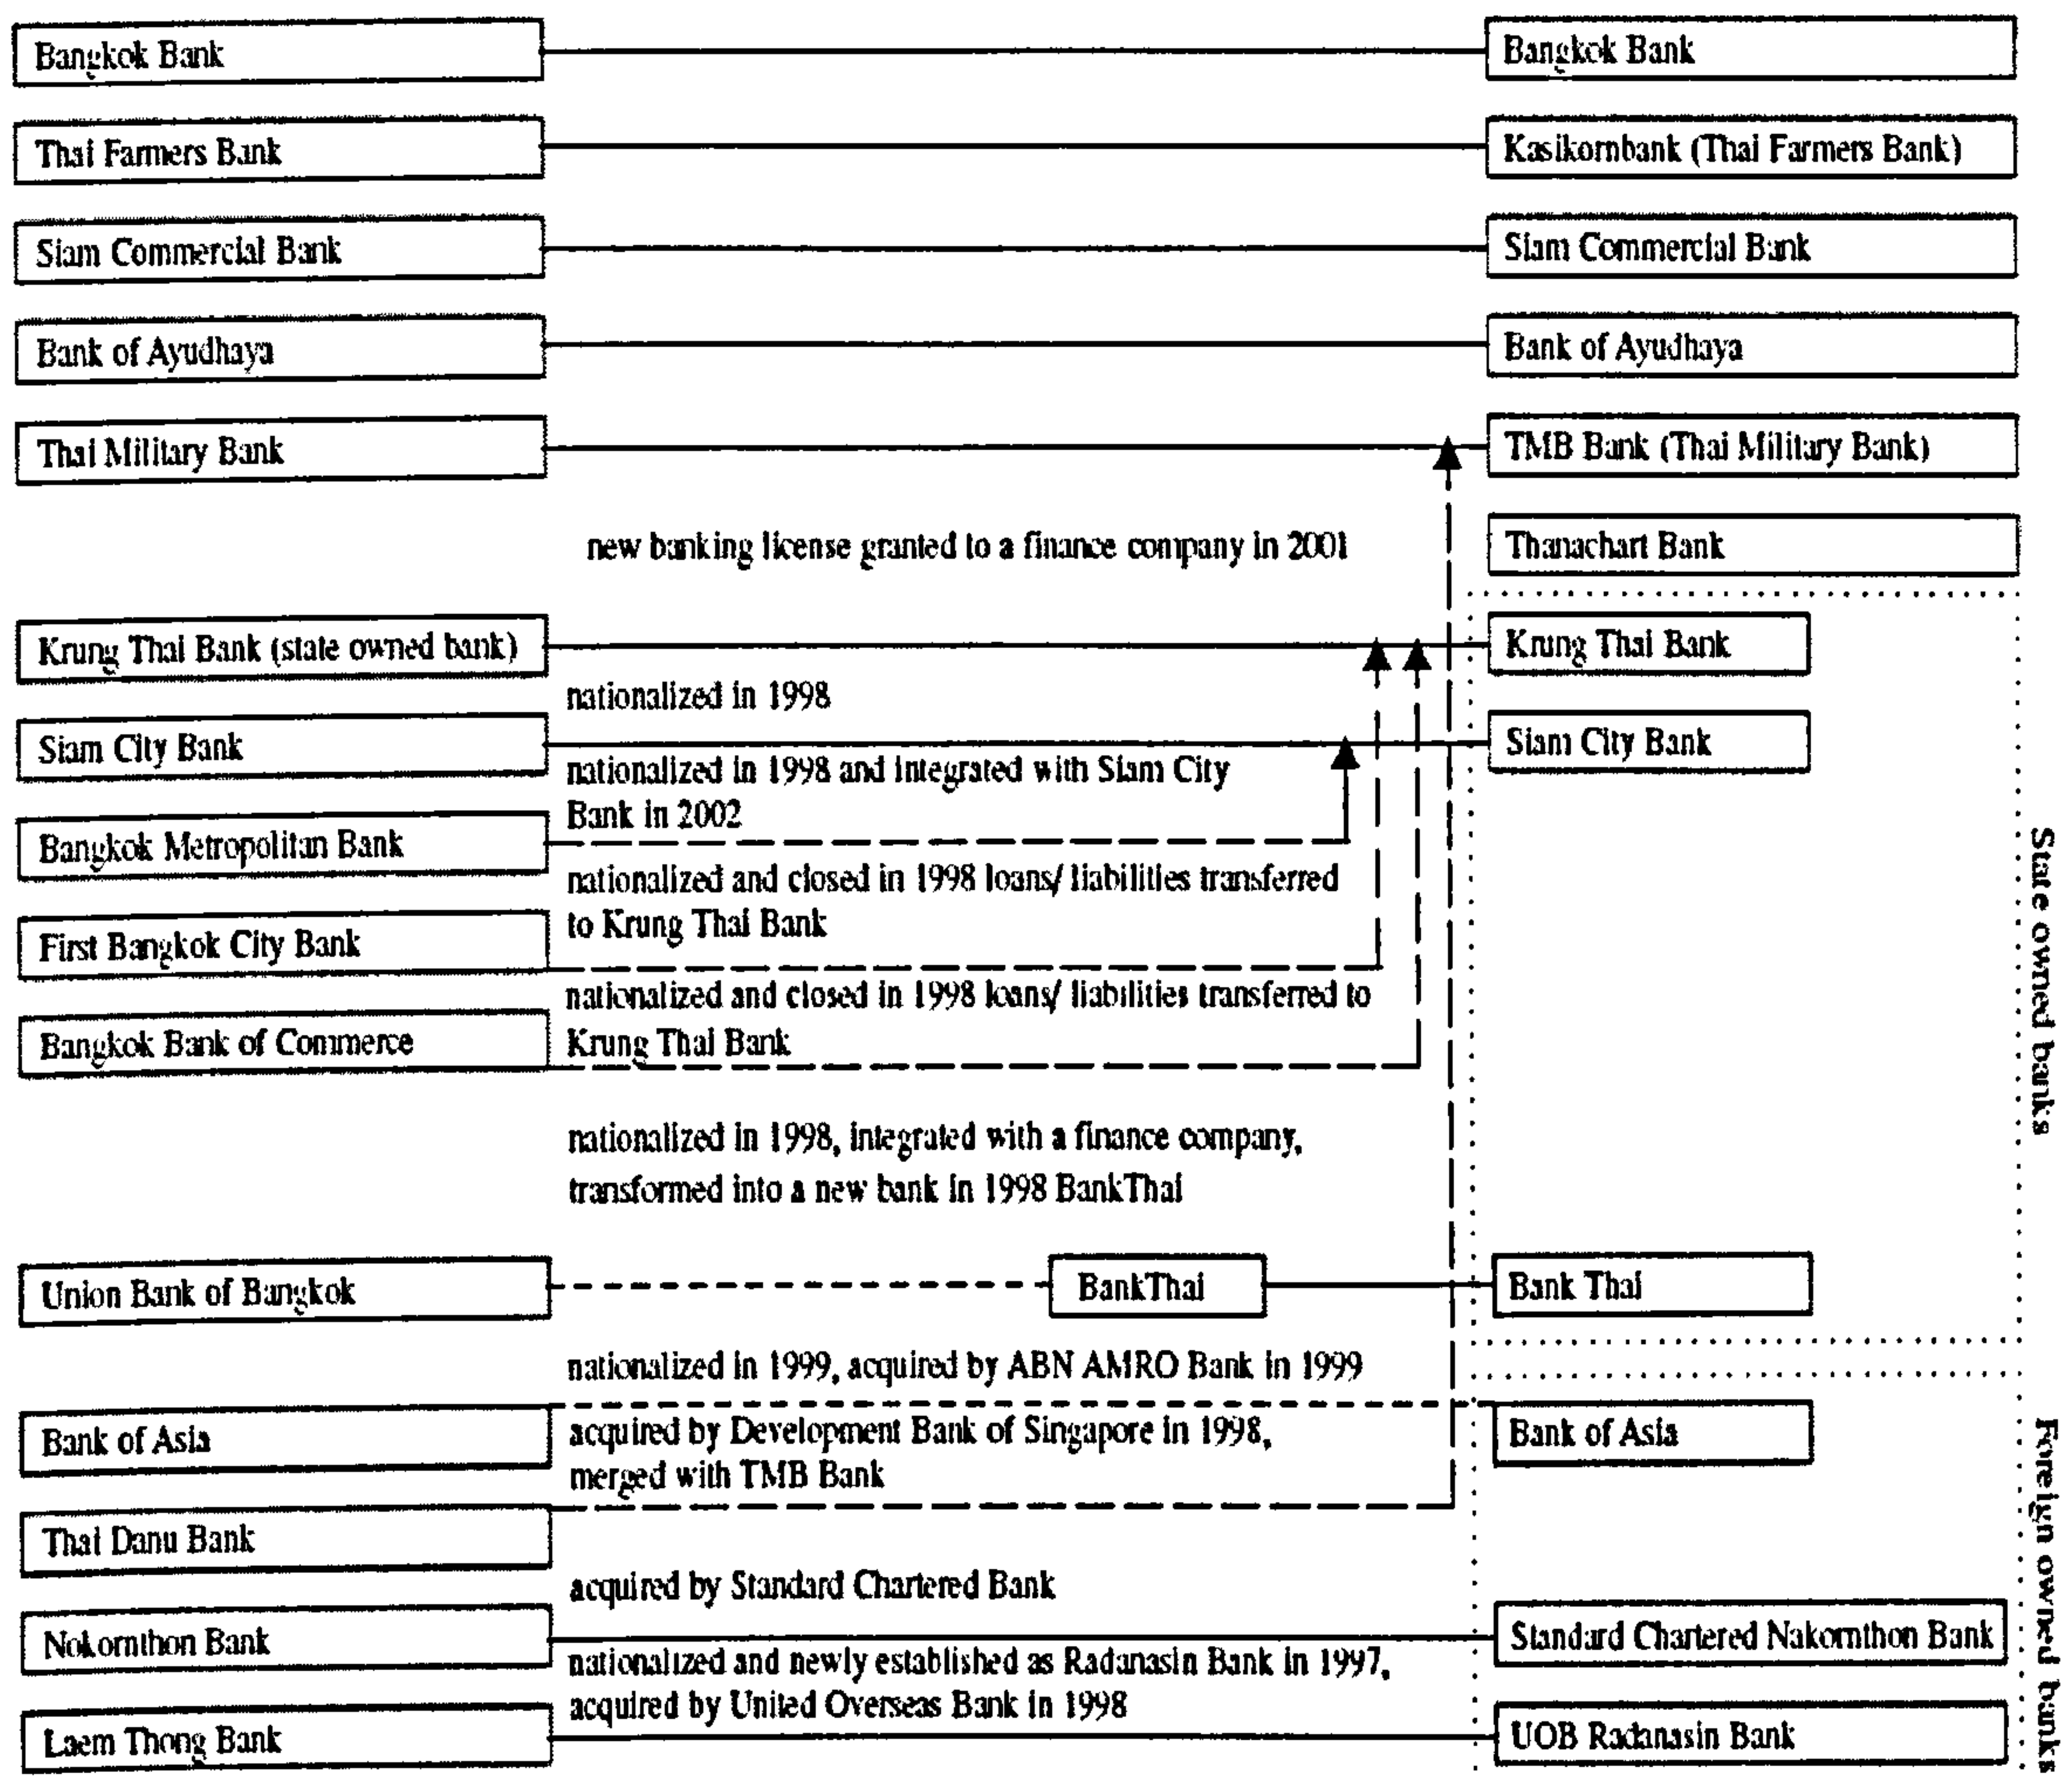 Bangkok Bank
Bangkok Bank
Thai Farmers Bank
Kasikornbank (Thai Farmers Bank)
Siam Commercial Bank
Siam Commercial Bank
Bank of Ayudhaya
Bank of Ayudhaya
Thai Military Bank
TMB Bank (Thai Military Bank)
new banking license granted to a finance company in 2001
Thanachart Bank
Krung Thai Bank (state owned bank)
Krung Thai Bank
nationalized in 1998
Siam City Bank
Siam City Bank
nationalized in 1998 and integrated with Siam City
Bank in 2002
Bangkok Metropolitan Bank
nationalized and closed in 1998 loans/ liabilities transferred
to Krung Thai Bank
First Bangkok City Bank
nationalized and closed in 1998 loans/ liabilities transferred to
Krung Thai Bank
Bangkok Bank of Commerce
State owned banks
nationalized in 1998, integrated with a finance company,
transformed into a new bank in 1998 BankThai
Union Bank of Bangkok
BankThai
Bank Thai
nationalized in 1999, acquired by ABN AMRO Bank in 1999
Bank of Asia
Bank of Asia
acquired by Development Bank of Singapore in 1998,
merged with TMB Bank
Thai Danu Bank
acquired by Standard Chartered Bank
Nokornthon Bank
Standard Chartered Nakornthon Bank
nationalized and newly established as Radanasin Bank in 1997,
acquired by United Overseas Bank in 1998
Laem Thong Bank
UOB Radanasin Bank
Foreign owned banks